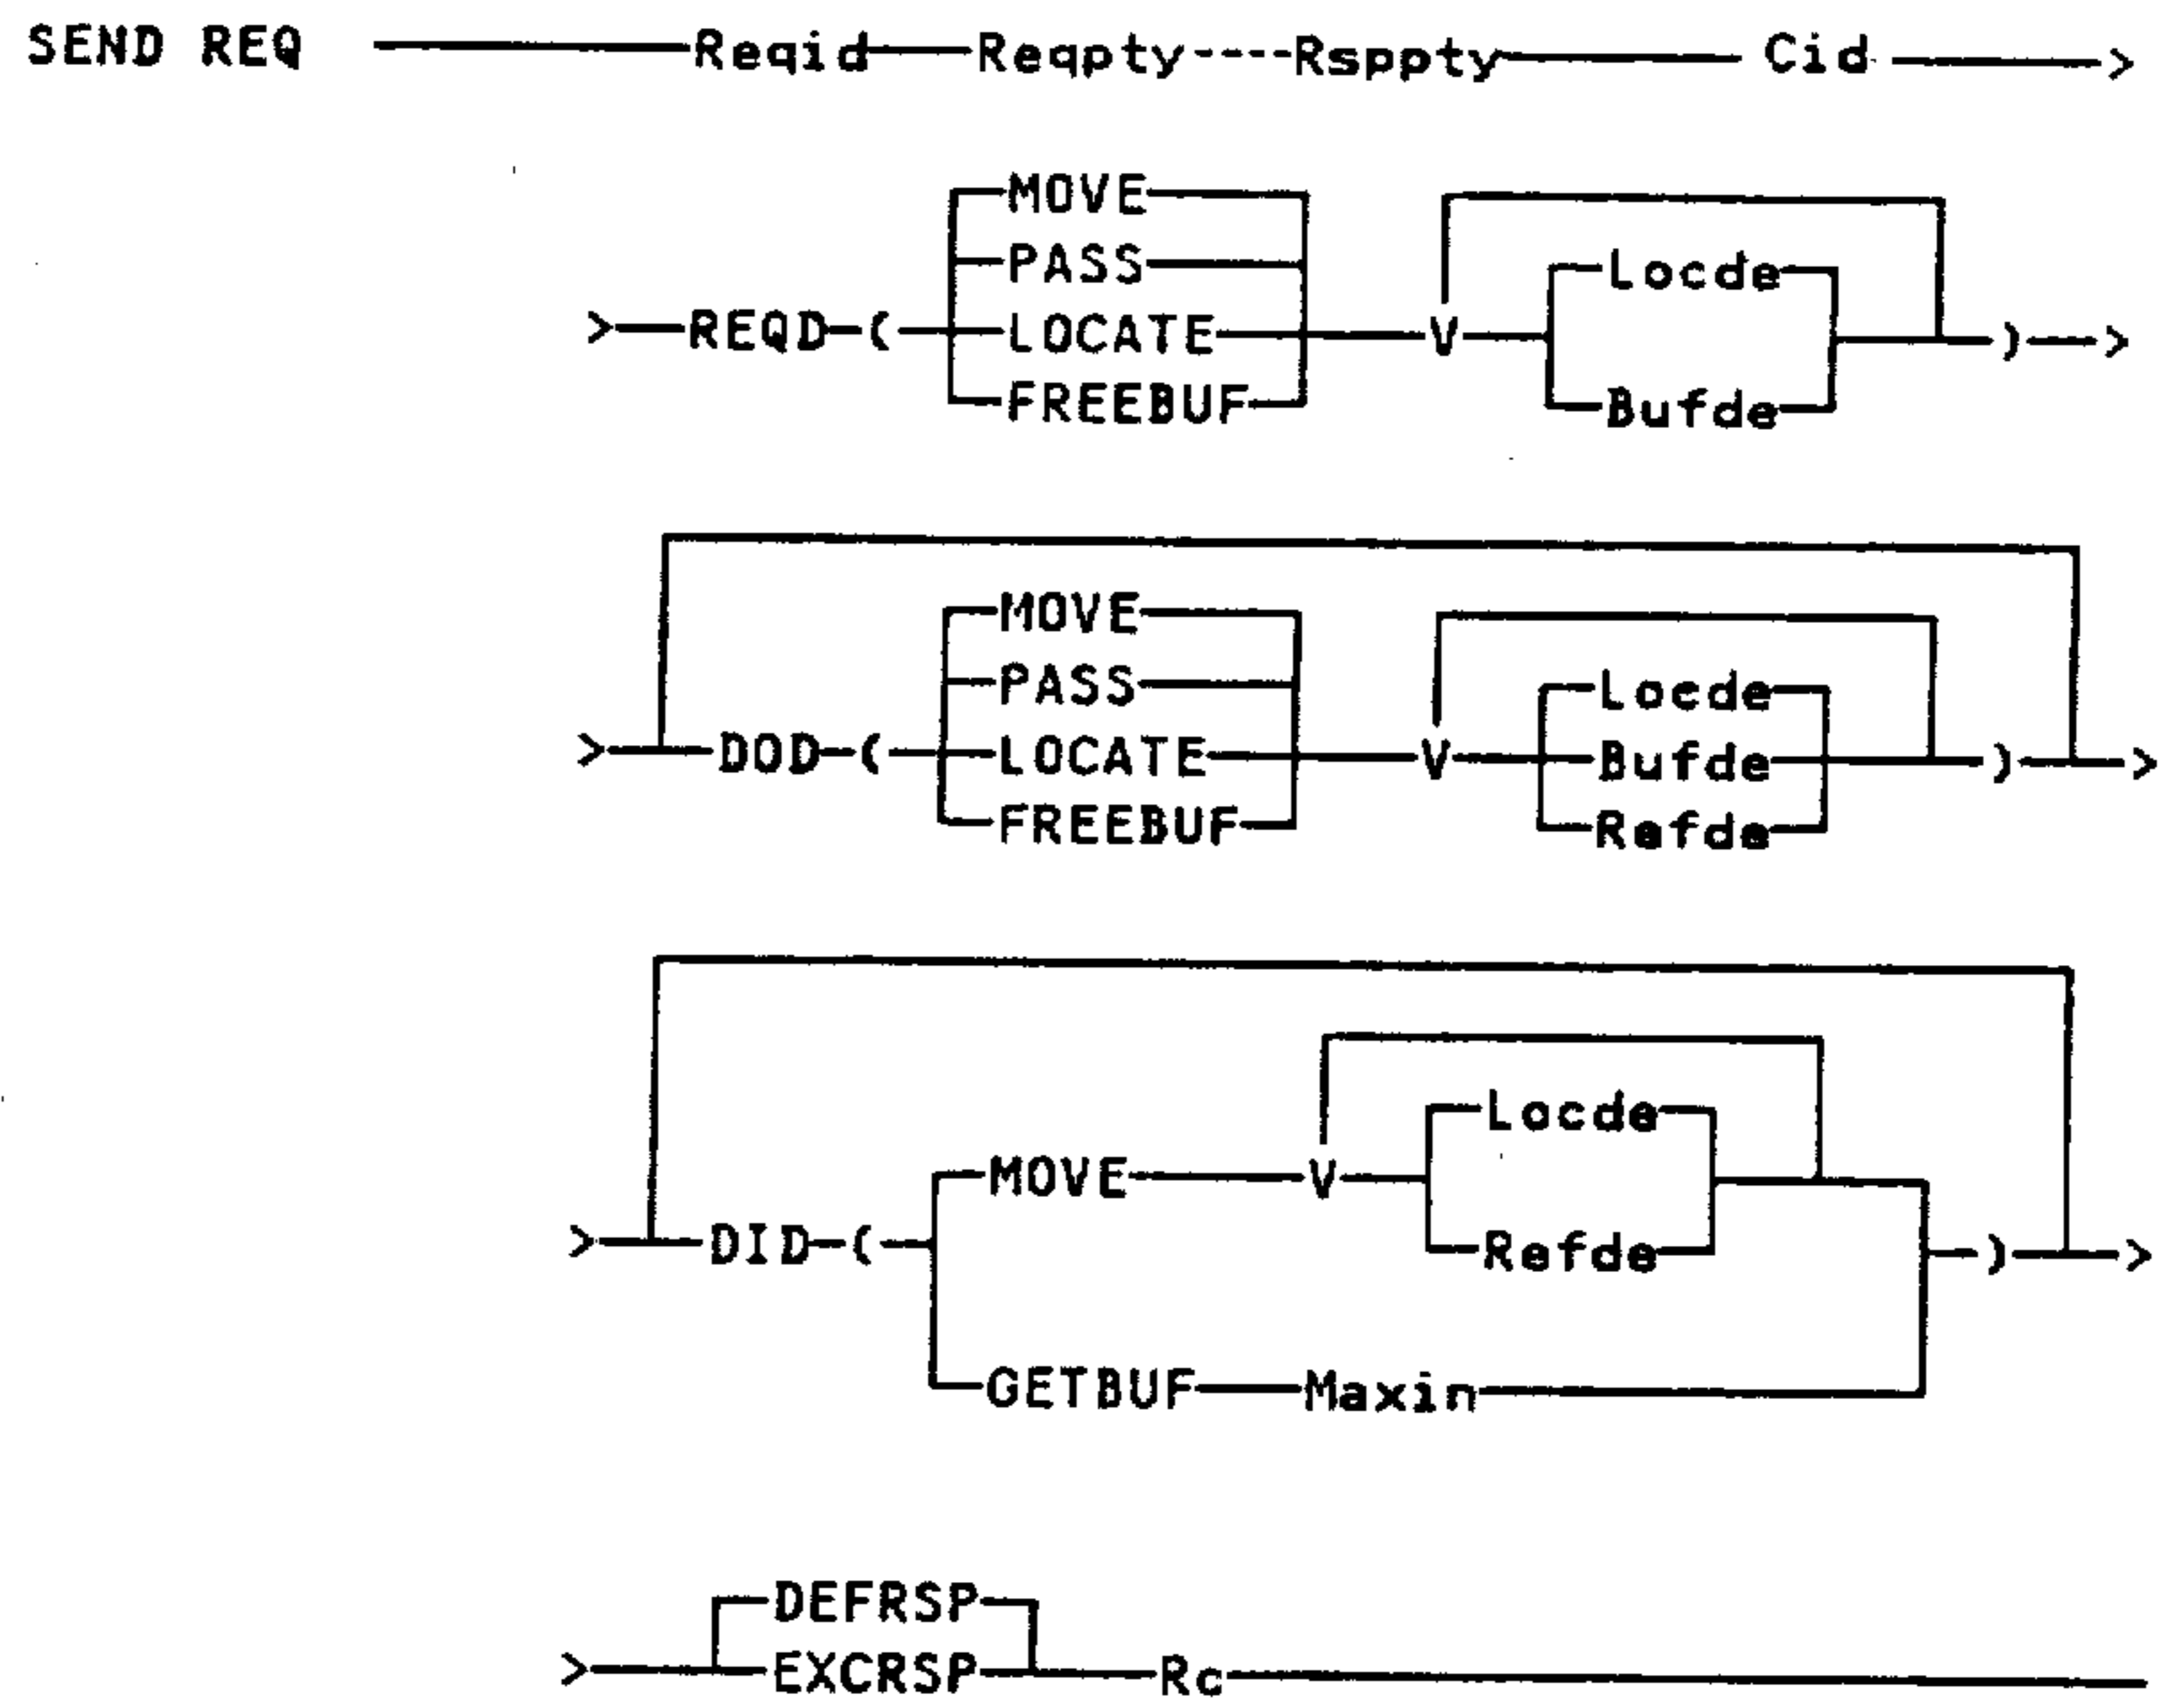 SEND REQ Reqid Reqpty Rsppty Cid >
MOVE
PASS Locde
>REQD ( LOCATE V ) >
FREEBUF Bufde
MOVE
PASS Locde
> DOD ( LOCATE V Bufde ) >
FREEBUF Refde
Locde
MOVE V
> DID ( Refde ) >
GETBUF Maxin
DEFRSP
> EXCRSP Rc